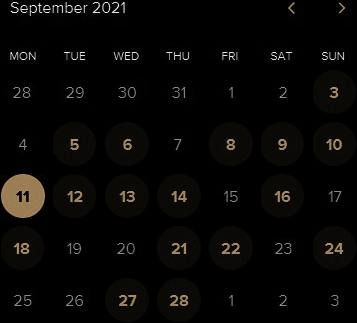 September 2021 < >
MON TUE WED THU FRI SAT SUN
28 29 30 31 1 2 3
4 5 6 7 8 9 10
11 12 13 14 15 16 17
18 19 20 21 22 23 24
25 26 27 28 1 2 3